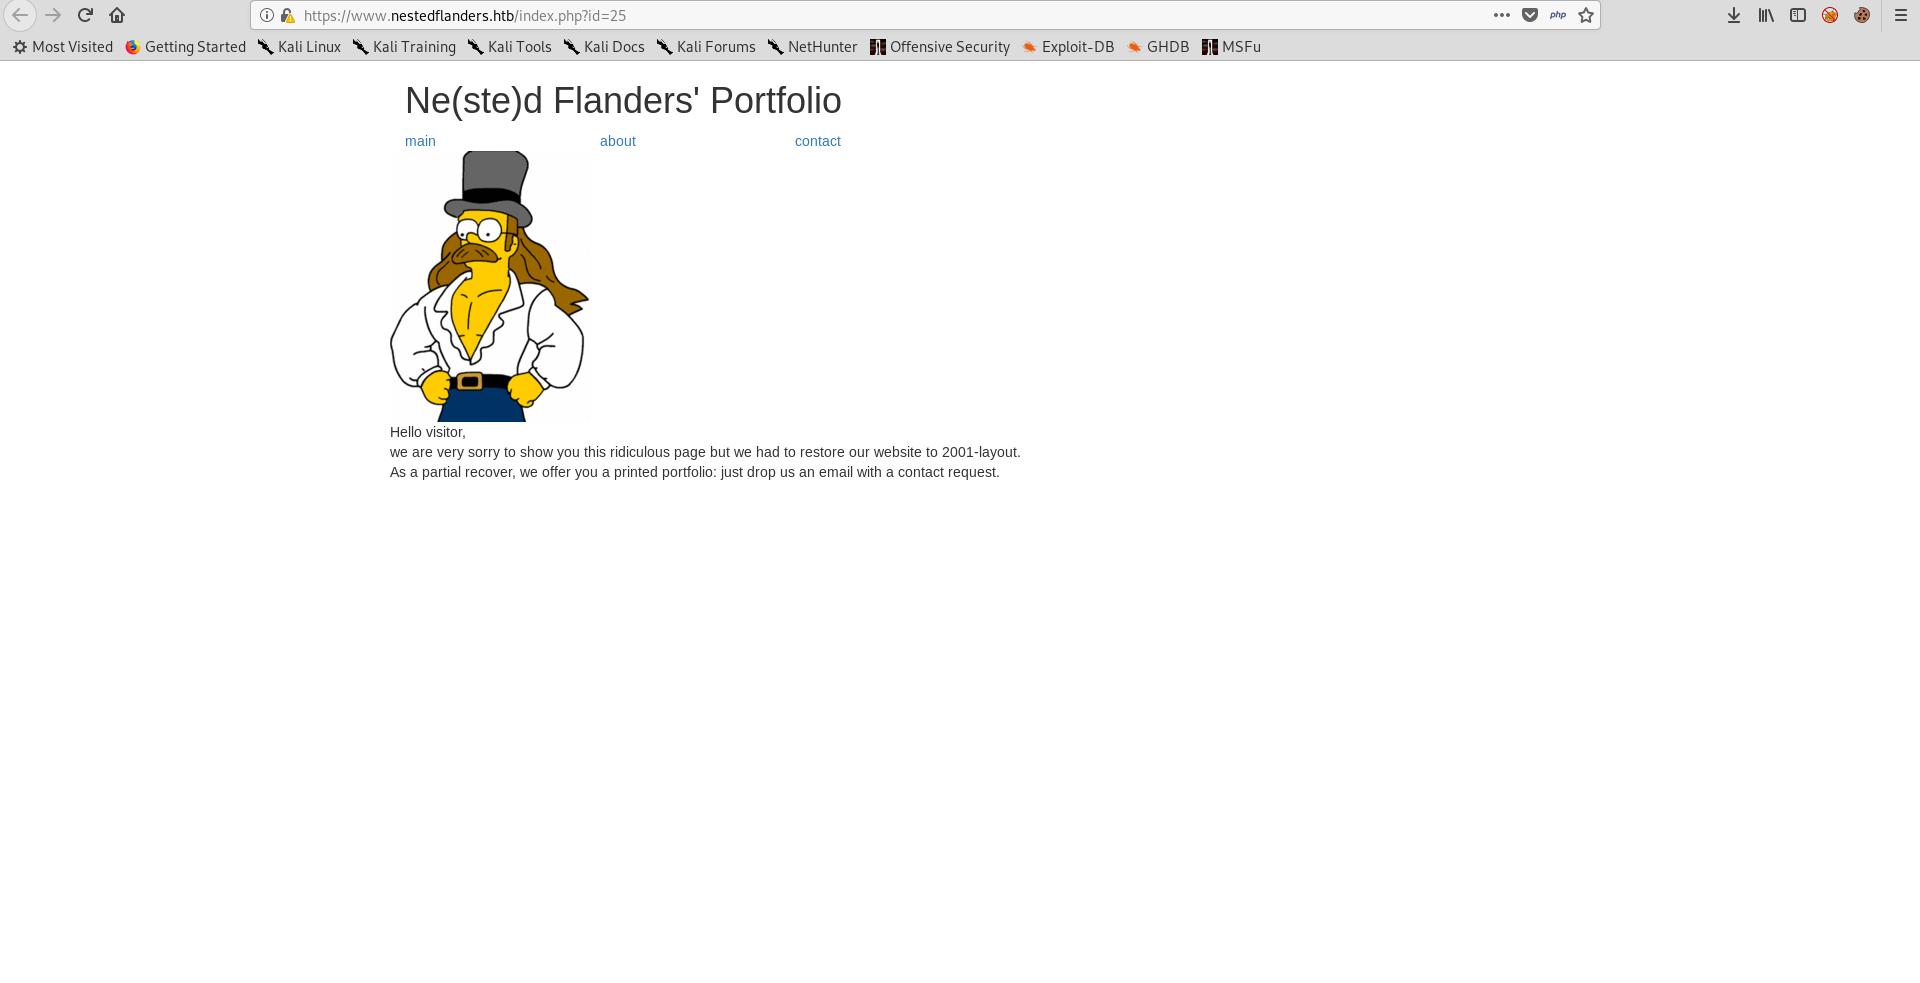 https://www.nestedflanders.htb/index.php?id=25
php
Most Visited Getting Started Kali Linux Kali Training Kali Tools Kali Docs Kali Forums NetHunter Offensive Security Exploit-DB GHDB MSFu
Ne(ste)d Flanders' Portfolio
main about contact
Hello visitor,
we are very sorry to show you this ridiculous page but we had to restore our website to 2001-layout.
As a partial recover, we offer you a printed portfolio: just drop us an email with a contact request.